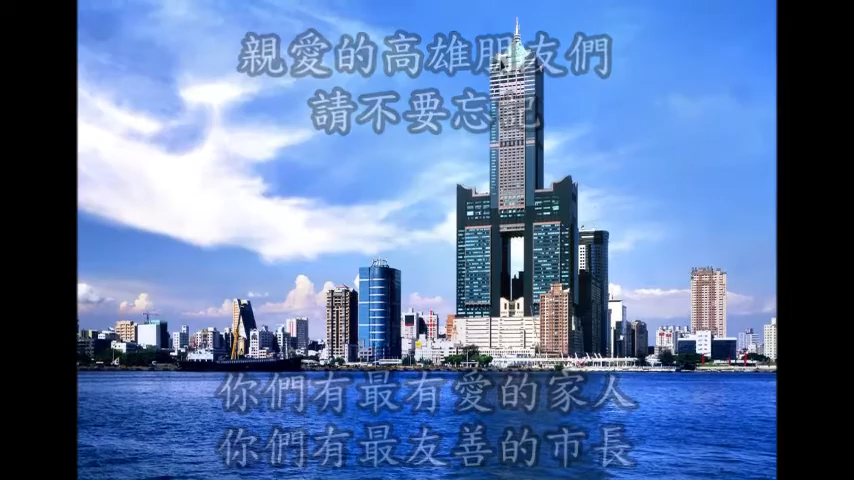 親愛的高雄朋友們
請不要忘記
你們有最有愛的家人
你們有最友善的市長